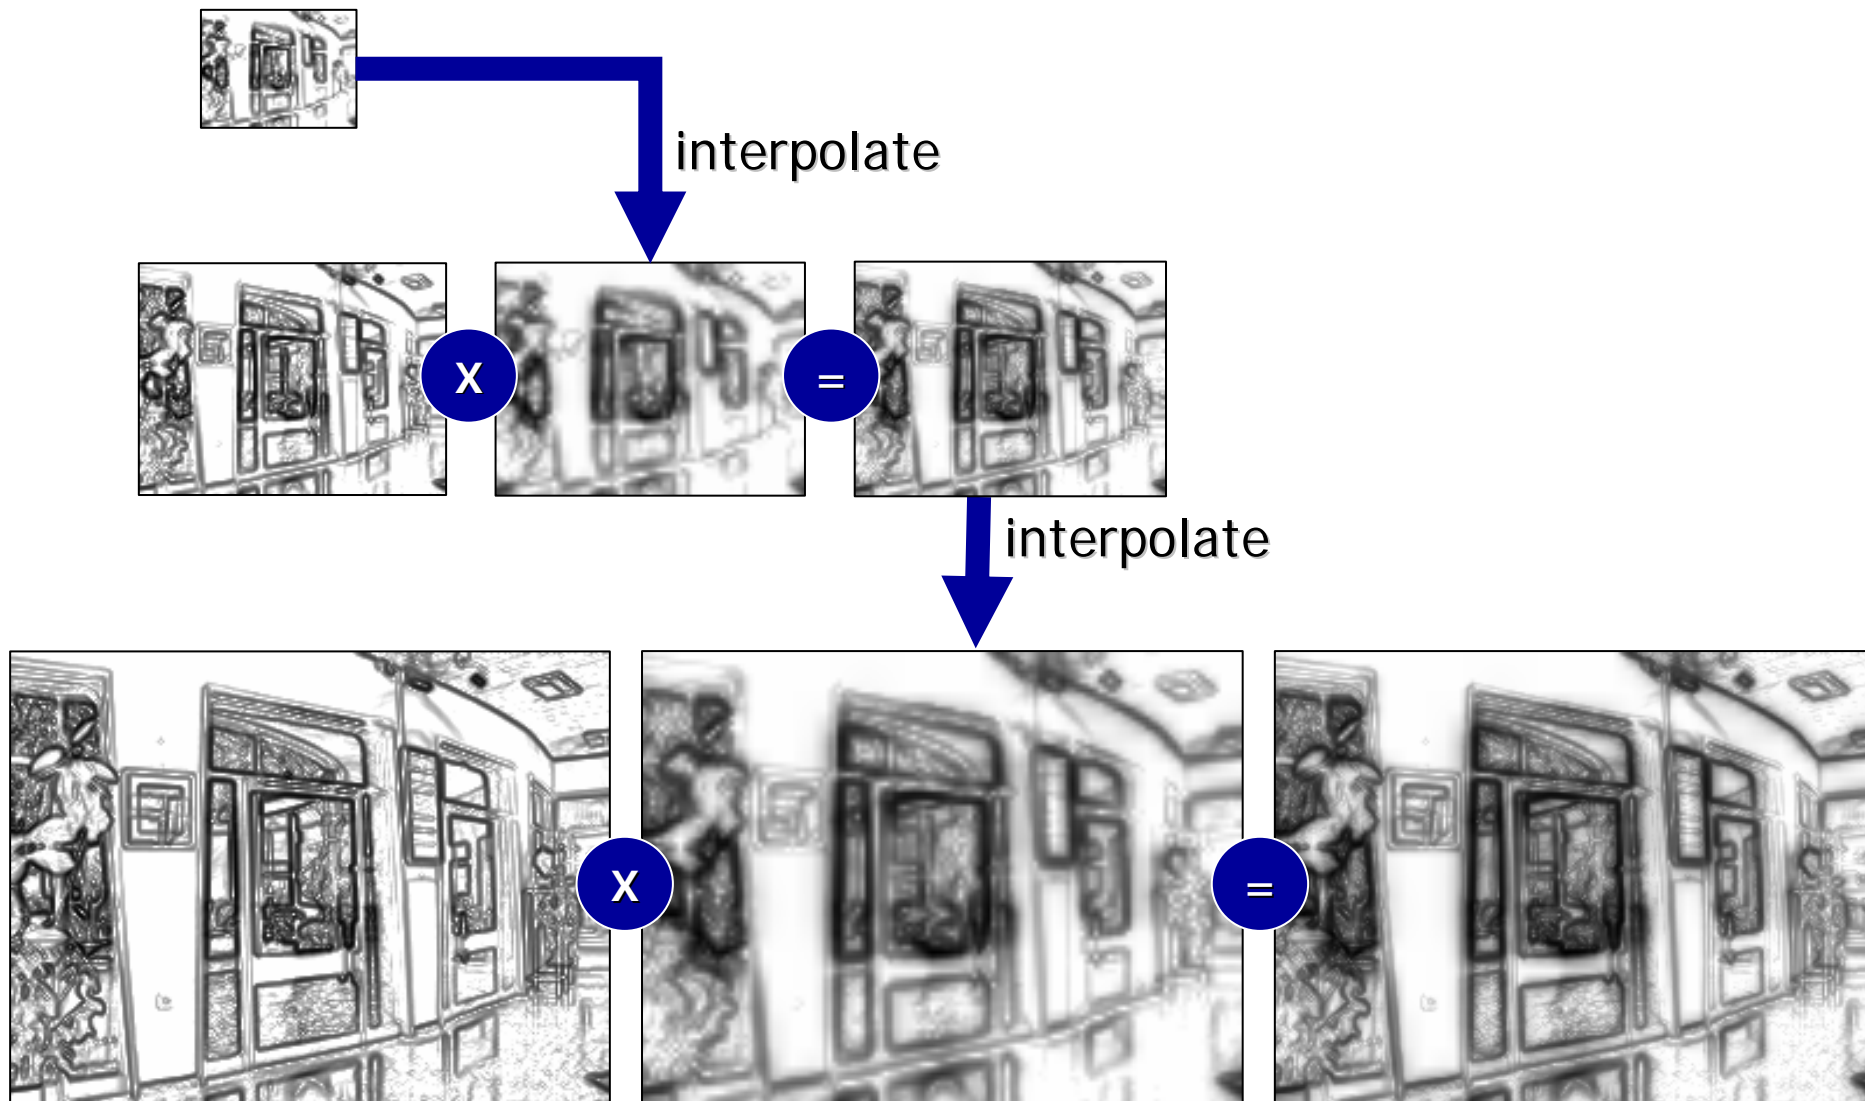 interpolate
X =
interpolate
X =